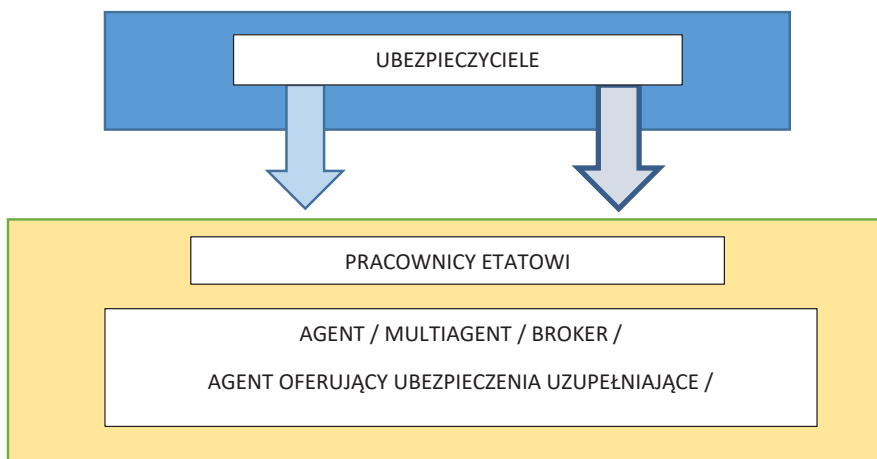 UBEZPIECZYCIELE
PRACOWNICY ETATOWI
AGENT / MULTIAGENT / BROKER /
AGENT OFERUJĄCY UBEZPIECZENIA UZUPEŁNIAJĄCE /